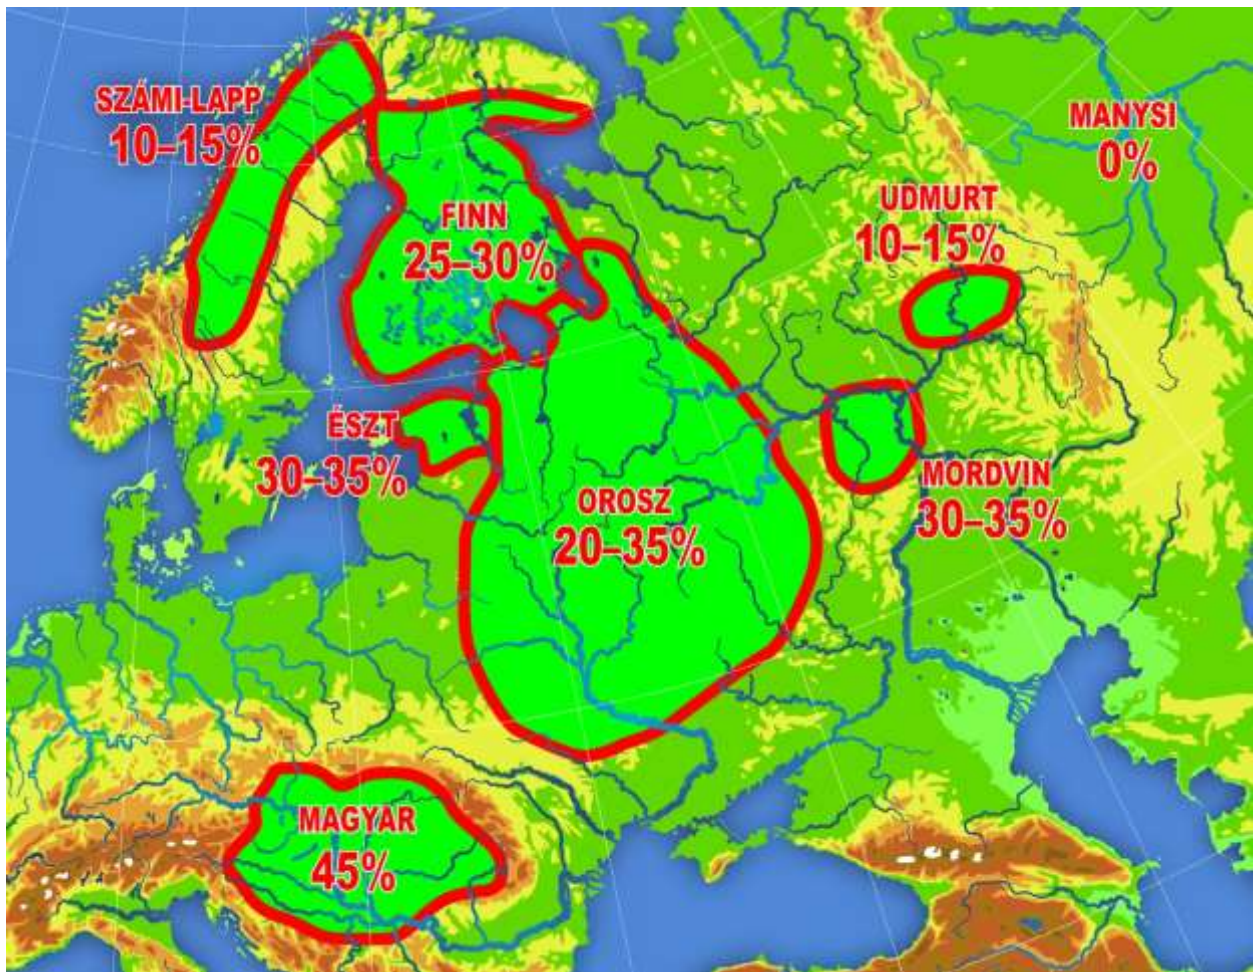 SZÁMI-LAPP
10–15%
MANYSI
0%
UDMURT
10–15%
FINN
25–30%
ÉSZT
30–35%
OROSZ
20–35%
MORDVIN
30–35%
MAGYAR
45%